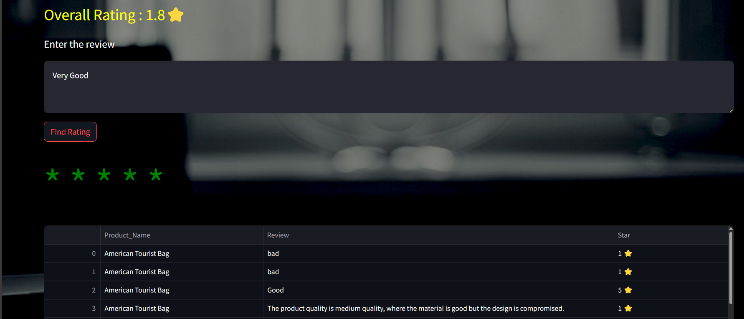 Overall Rating : 1.8
Enter the review
Very Good
Find Rating
* * * * *
Product_Name Review Star
0 American Tourist Bag bad 1
1 American Tourist Bag bad 1
2 American Tourist Bag Good 5
3 American Tourist Bag The product quality is medium quality, where the material is good but the design is compromised. 1